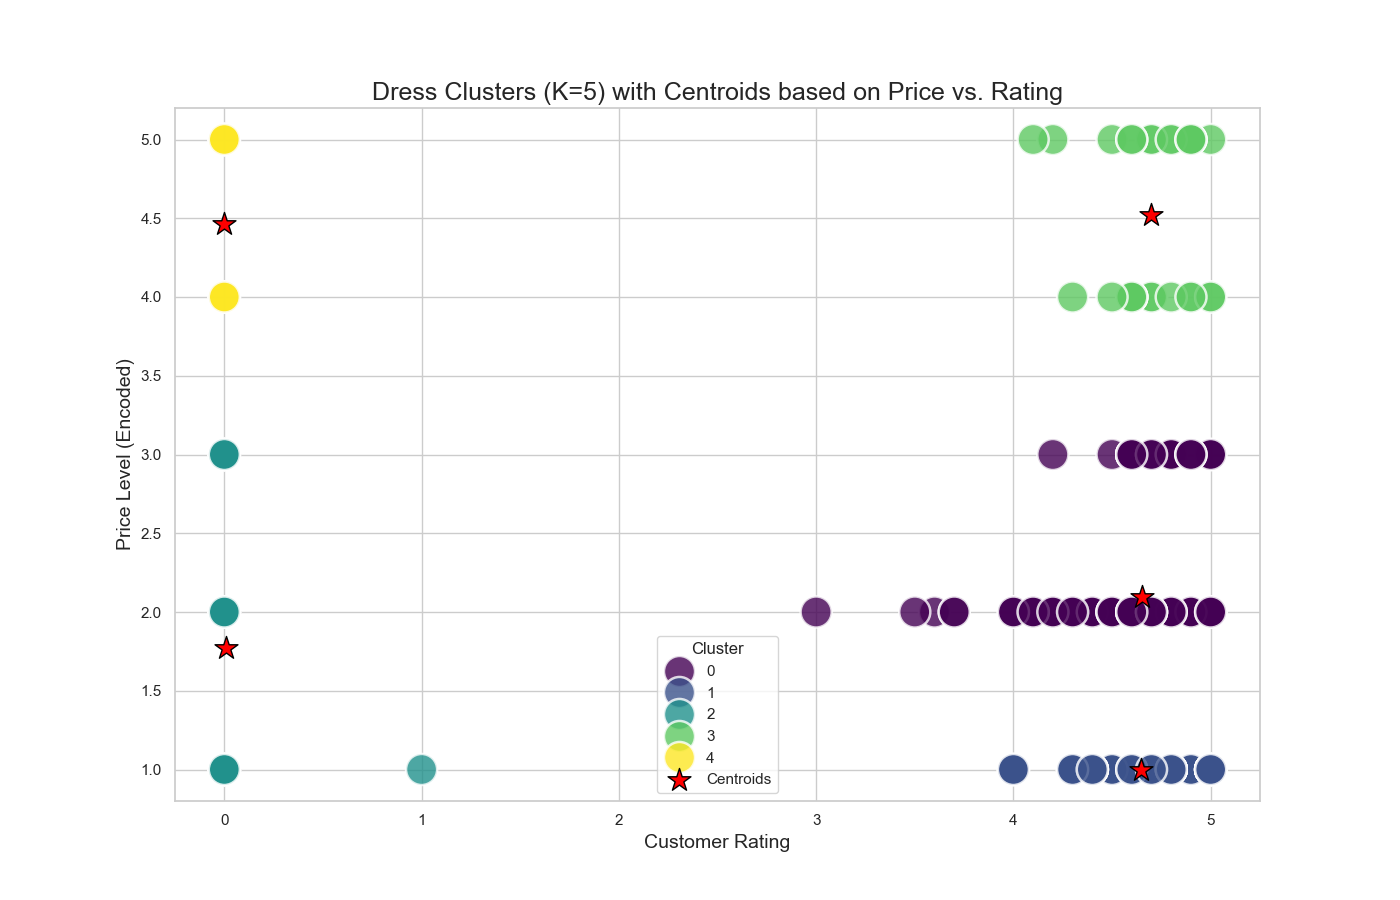 Dress Clusters (K=5) with Centroids based on Price vs. Rating
Price Level (Encoded)
5.0
4.5
4.0
3.5
3.0
2.5
2.0
1.5
1.0
Cluster
0
1
2
3
4
Centroids
0 1 2 3 4 5
Customer Rating